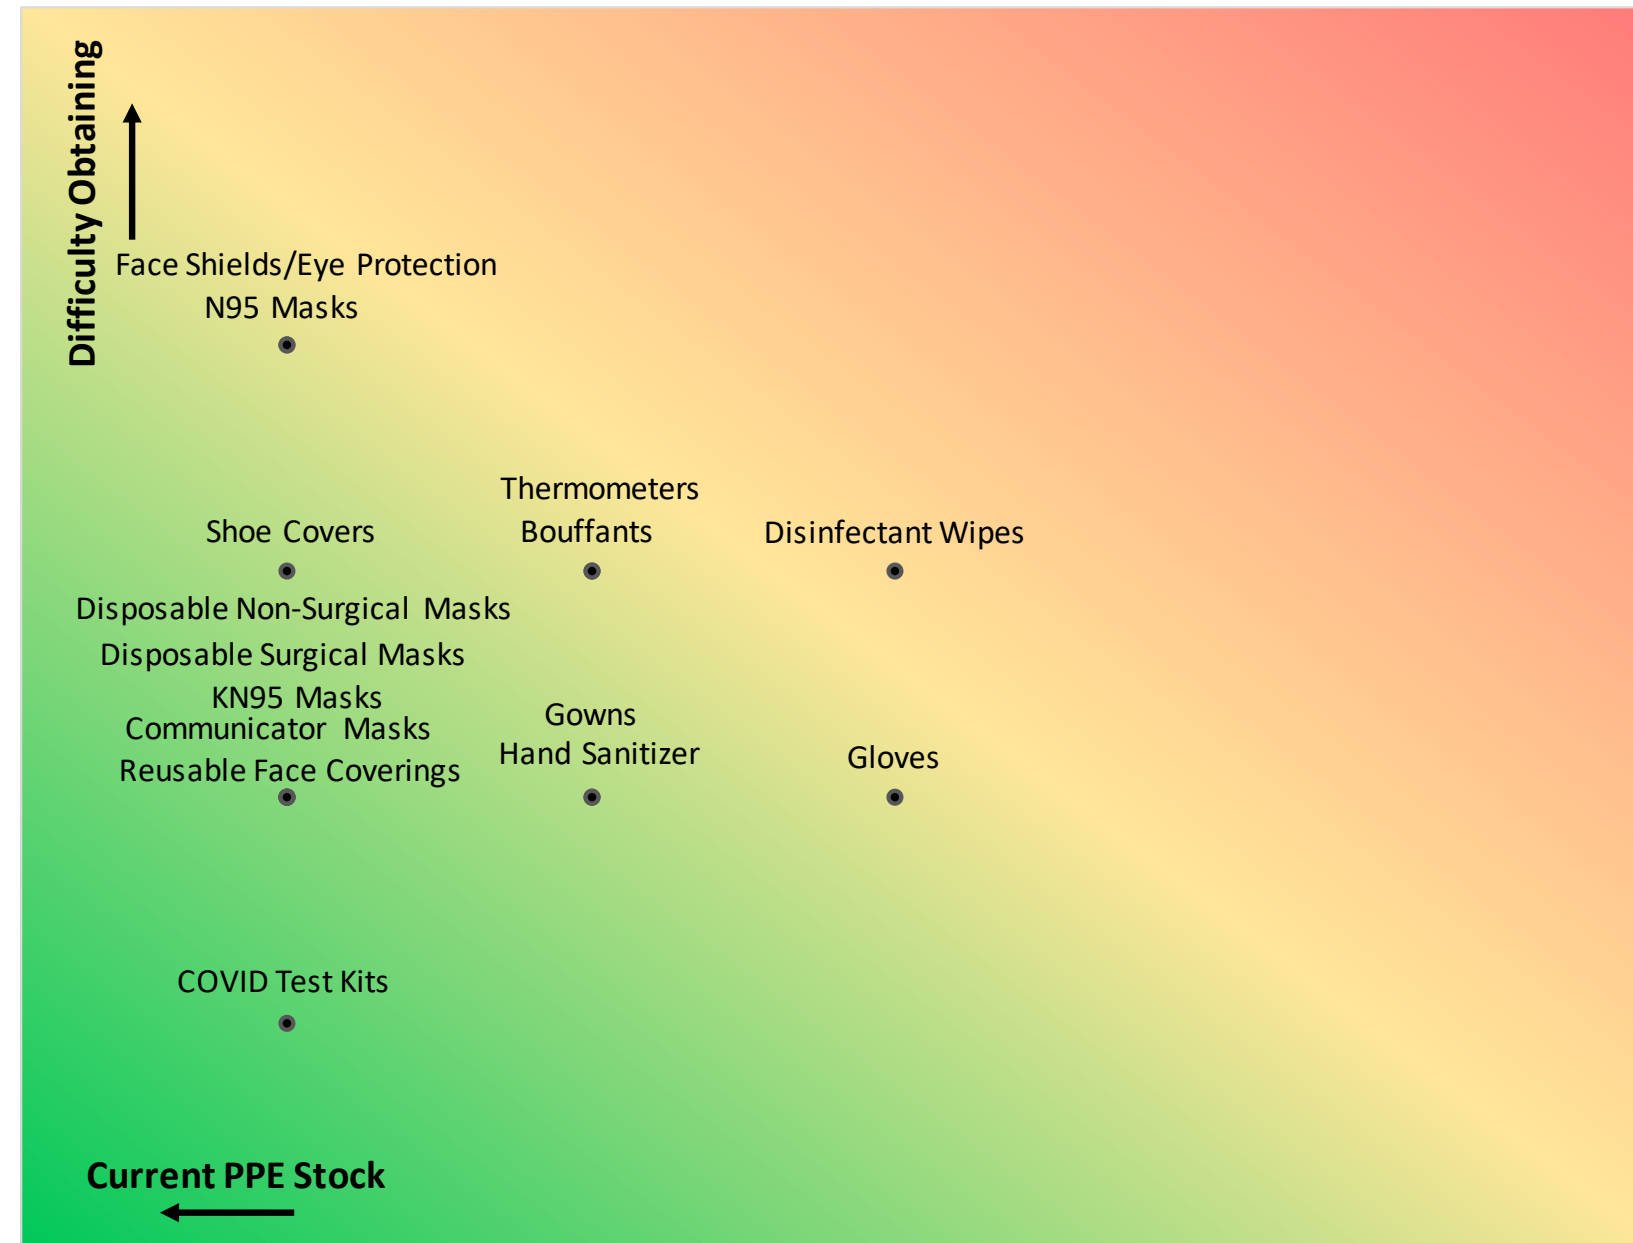 Difficulty Obtaining
Face Shields/Eye Protection
N95 Masks
Thermometers
Shoe Covers
Bouffants
Disinfectant Wipes
Disposable Non-Surgical Masks
Disposable Surgical Masks
KN95 Masks
Communicator Masks
Reusable Face Coverings
Gowns
Hand Sanitizer
Gloves
COVID Test Kits
Current PPE Stock